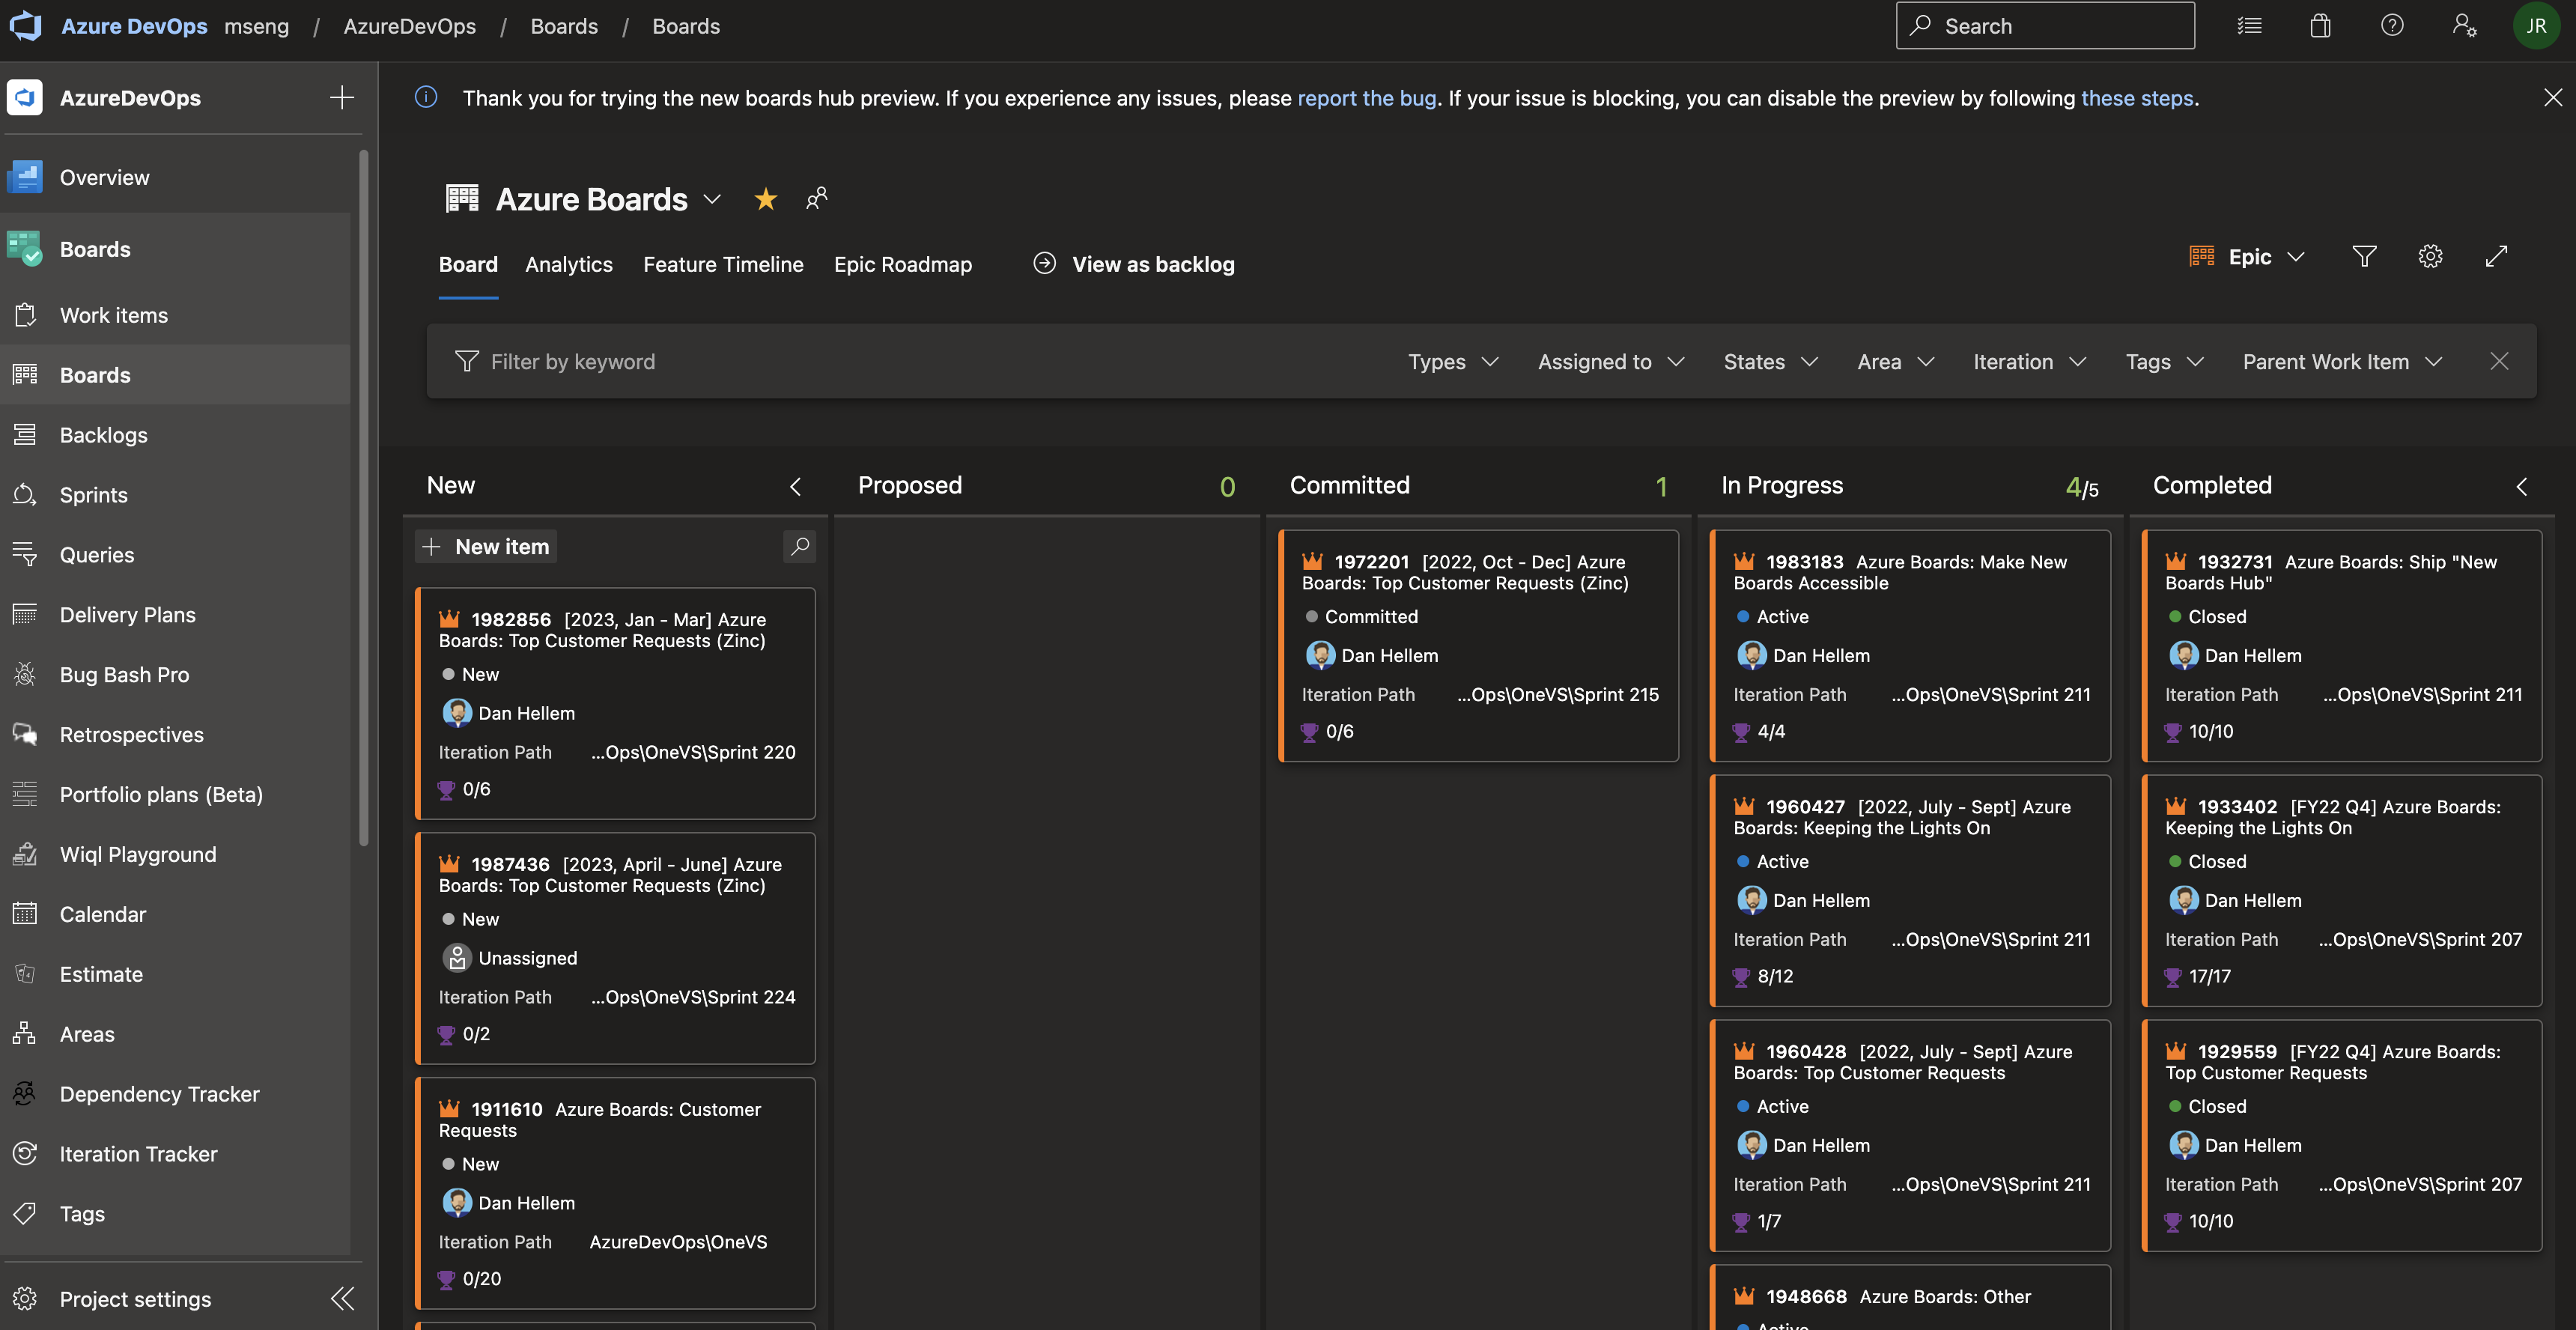 Azure DevOps mseng / AzureDevOps / Boards / Boards
Search
JR
AzureDevOps
Thank you for trying the new boards hub preview. If you experience any issues, please report the bug. If your issue is blocking, you can disable the preview by following these steps.
Overview
Boards
Work items
Boards
Backlogs
Sprints
Queries
Delivery Plans
Bug Bash Pro
Retrospectives
Portfolio plans (Beta)
Wiql Playground
Calendar
Estimate
Areas
Dependency Tracker
Iteration Tracker
Tags
Project settings
Azure Boards
Board Analytics Feature Timeline Epic Roadmap View as backlog
Epic
Filter by keyword
Types Assigned to States Area Iteration Tags Parent Work Item
New
New item
1982856 [2023, Jan - Mar] Azure
Boards: Top Customer Requests (Zinc)
New
Dan Hellem
Iteration Path ...Ops\OneVS\Sprint 220
0/6
1987436 [2023, April - June] Azure
Boards: Top Customer Requests (Zinc)
New
Unassigned
Iteration Path ...Ops\OneVS\Sprint 224
0/2
1911610 Azure Boards: Customer
Requests
New
Dan Hellem
Iteration Path AzureDevOps\OneVS
0/20
Proposed 0
Committed 1
1972201 [2022, Oct - Dec] Azure
Boards: Top Customer Requests (Zinc)
Committed
Dan Hellem
Iteration Path ...Ops\OneVS\Sprint 215
0/6
In Progress 4/5
1983183 Azure Boards: Make New
Boards Accessible
Active
Dan Hellem
Iteration Path ...Ops\OneVS\Sprint 211
4/4
1960427 [2022, July - Sept] Azure
Boards: Keeping the Lights On
Active
Dan Hellem
Iteration Path ...Ops\OneVS\Sprint 211
8/12
1960428 [2022, July - Sept] Azure
Boards: Top Customer Requests
Active
Dan Hellem
Iteration Path ...Ops\OneVS\Sprint 211
1/7
1948668 Azure Boards: Other
Active
Completed
1932731 Azure Boards: Ship "New
Boards Hub"
Closed
Dan Hellem
Iteration Path ...Ops\OneVS\Sprint 211
10/10
1933402 [FY22 Q4] Azure Boards:
Keeping the Lights On
Closed
Dan Hellem
Iteration Path ...Ops\OneVS\Sprint 207
17/17
1929559 [FY22 Q4] Azure Boards:
Top Customer Requests
Closed
Dan Hellem
Iteration Path ...Ops\OneVS\Sprint 207
10/10